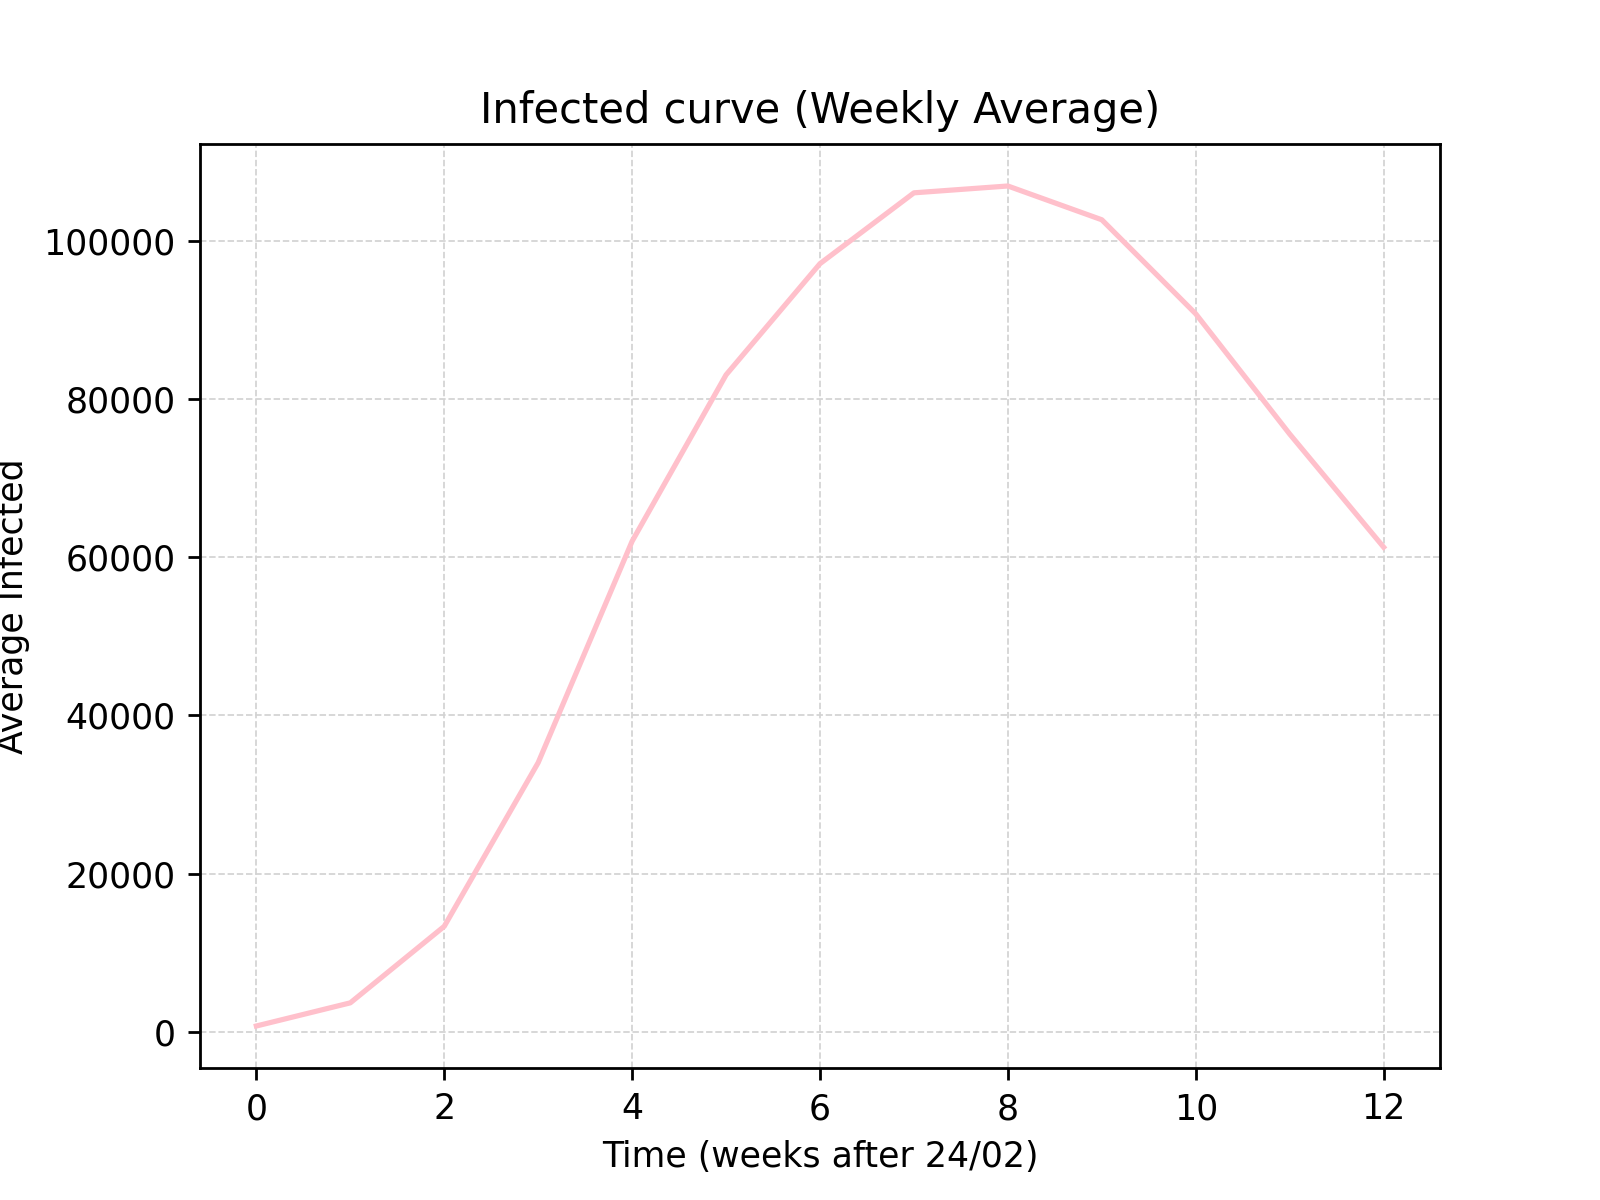 Infected curve (Weekly Average)
Average Infected
100000
80000
60000
40000
20000
0
0 2 4 6 8 10 12
Time (weeks after 24/02)